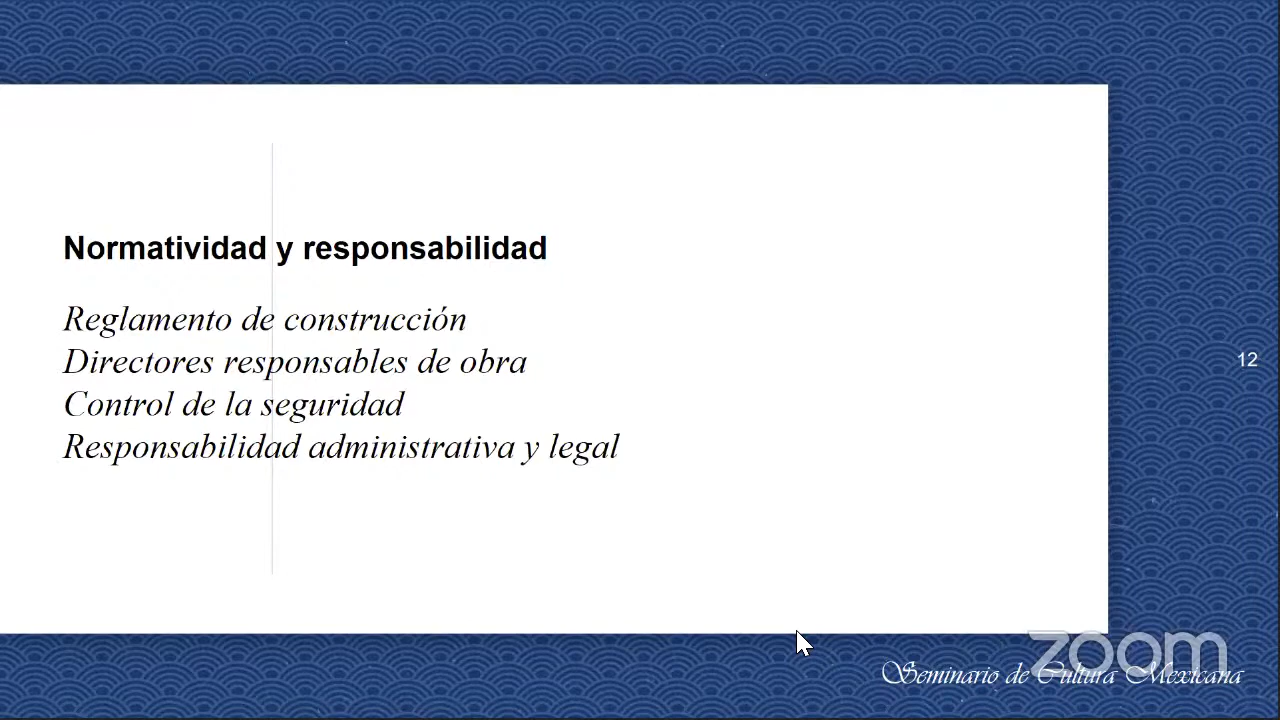 Normatividad y responsabilidad
Reglamento de construcción
Directores responsables de obra
Control de la seguridad
Responsabilidad administrativa y legal
12
zoom
Seminario de Cultura Mexicana